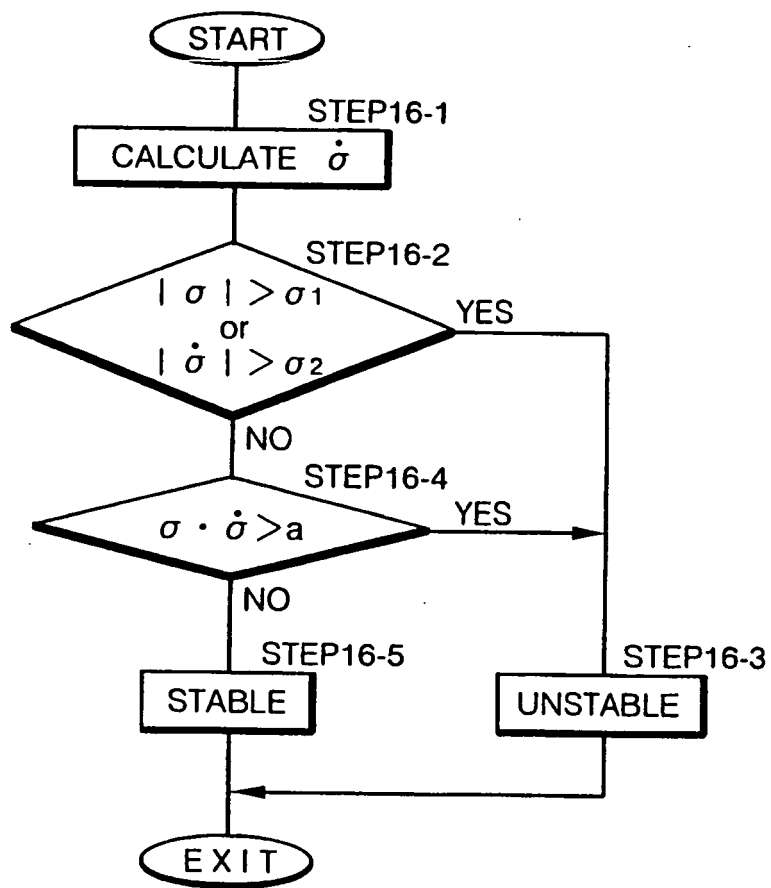 START
STEP16-1
CALCULATE σ̇
STEP16-2
| σ | > σ1
or
| σ̇ | > σ2
YES
NO
STEP16-4
σ · σ̇ > a
YES
NO
STEP16-5
STABLE
STEP16-3
UNSTABLE
EXIT